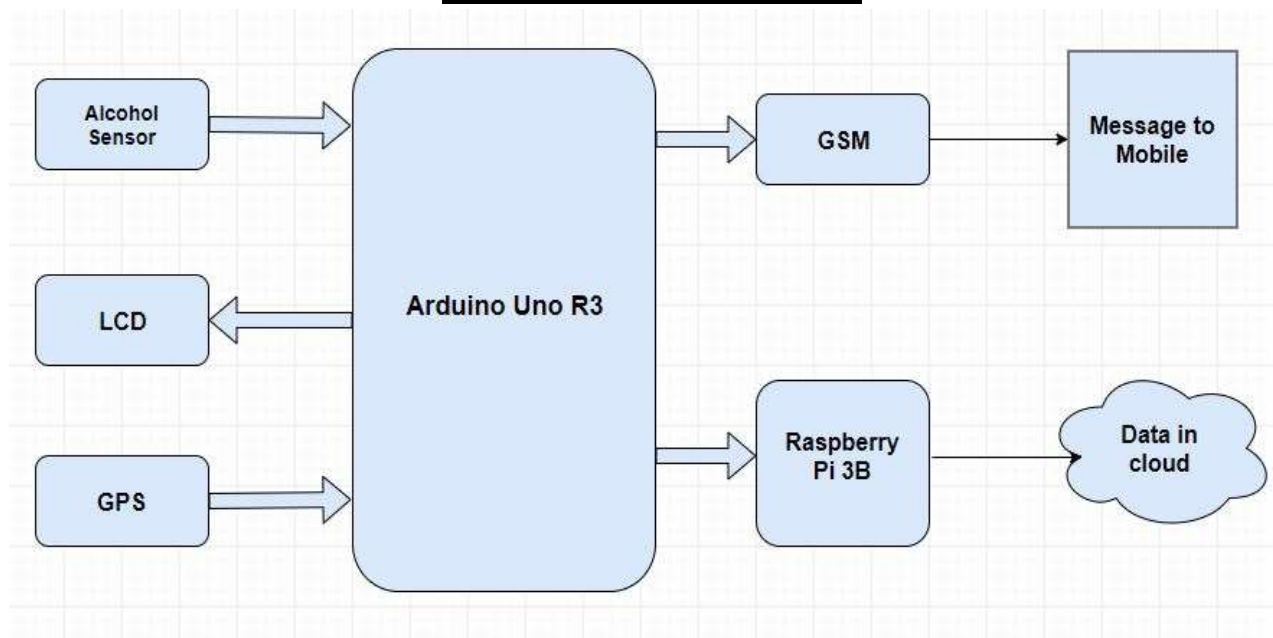 Alcohol
Sensor
LCD
GPS
Arduino Uno R3
GSM
Message to
Mobile
Raspberry
Pi 3B
Data in
cloud